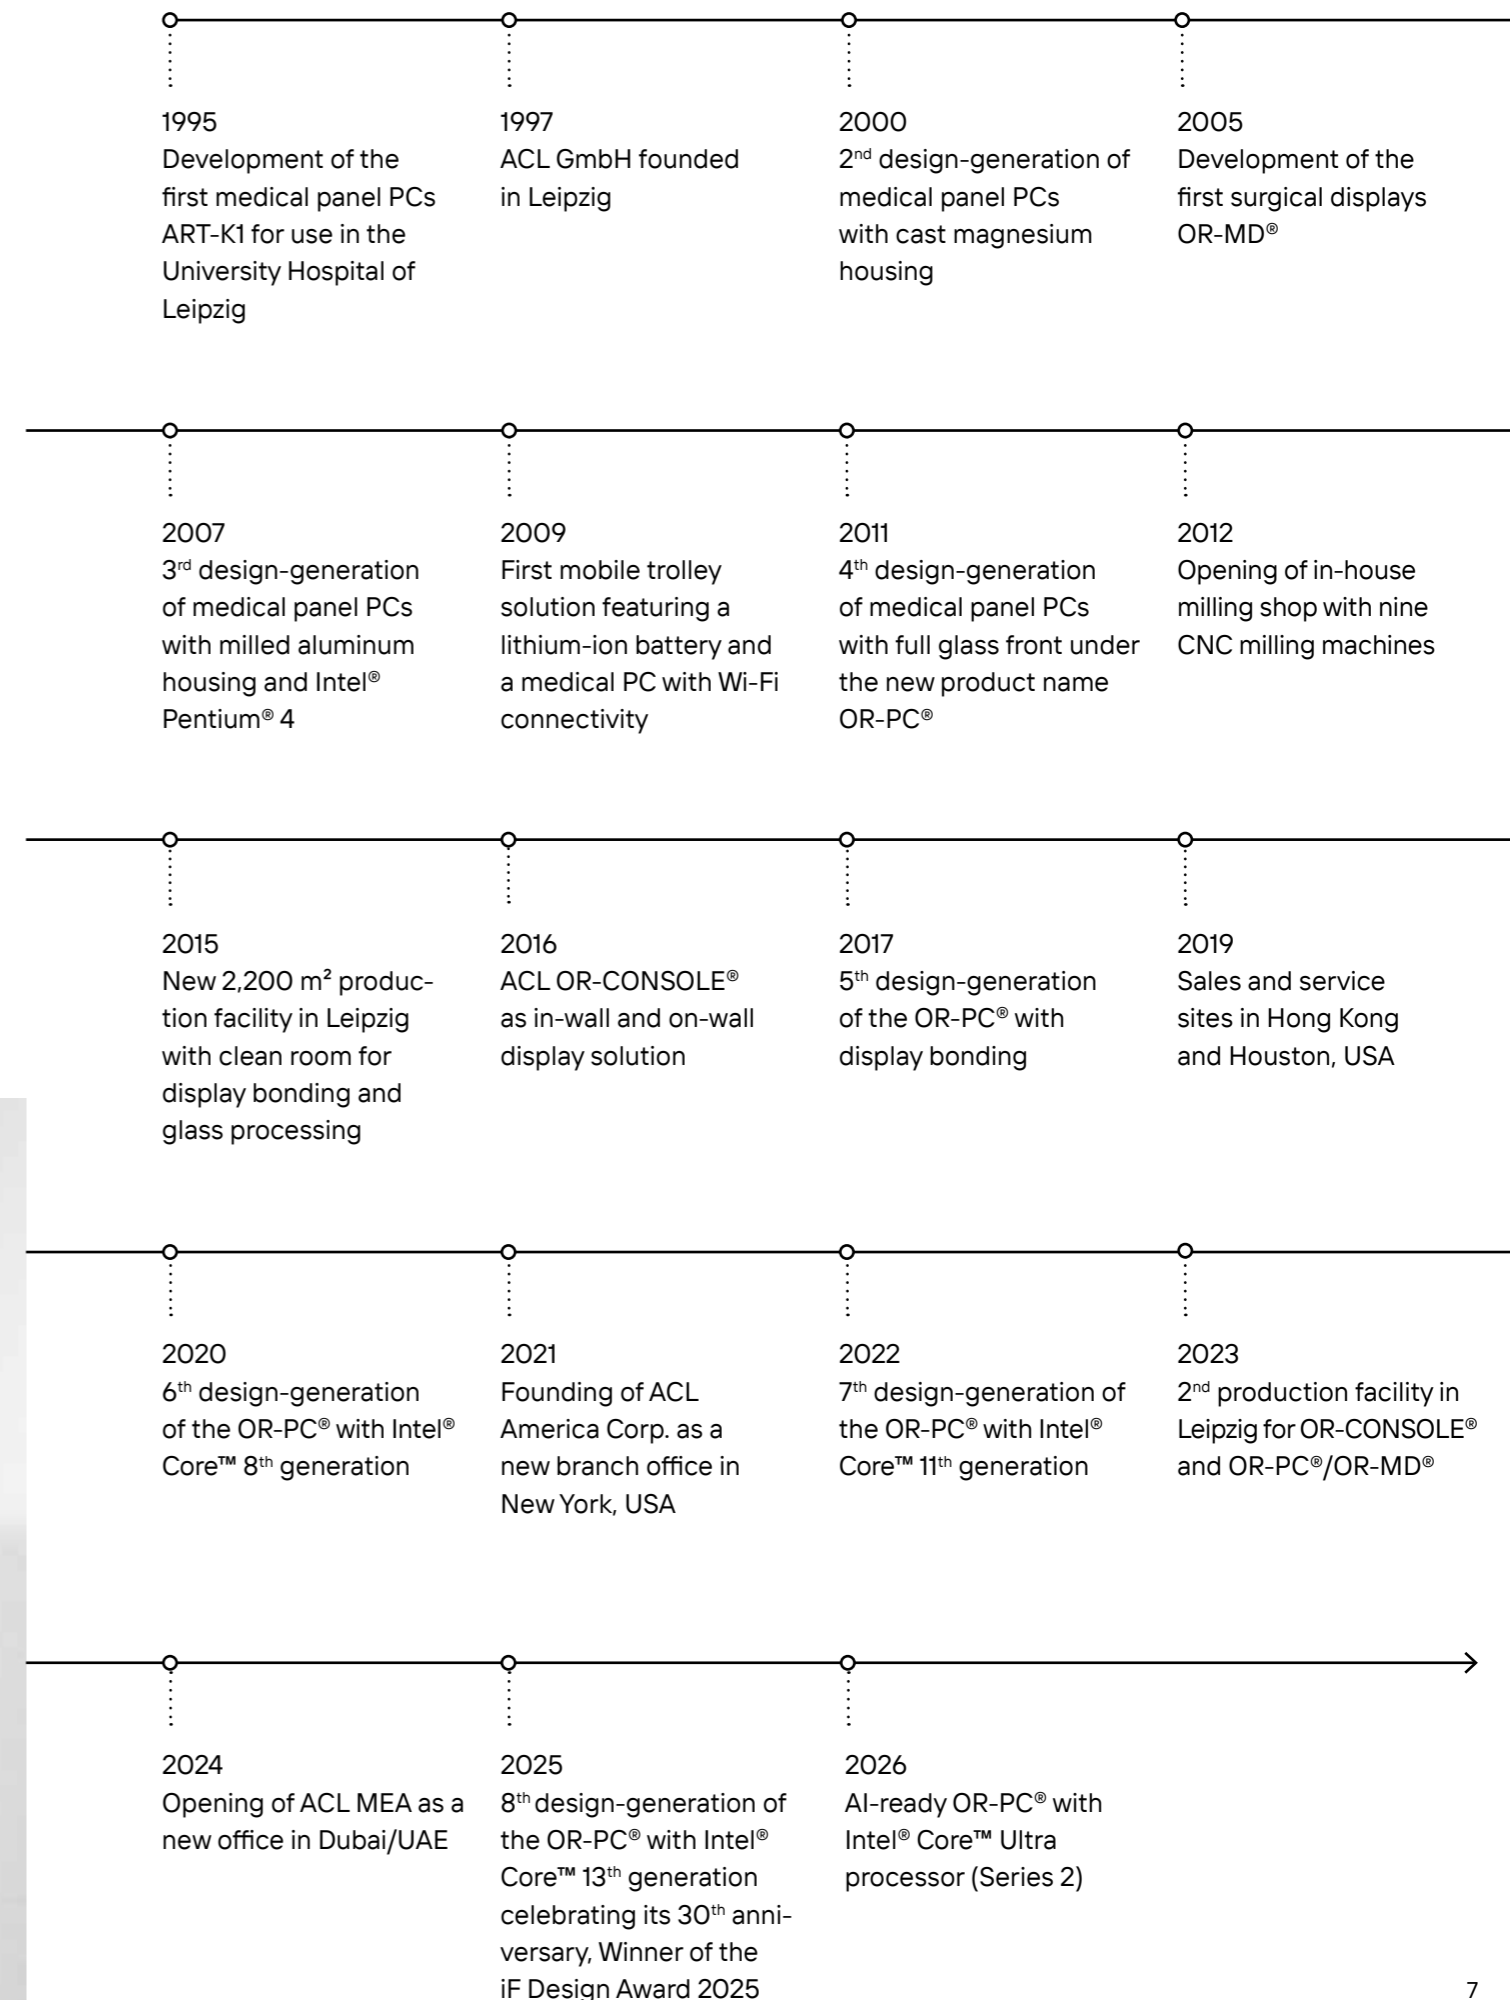 1995
Development of the
first medical panel PCs
ART-K1 for use in the
University Hospital of
Leipzig
1997
ACL GmbH founded
in Leipzig
2000
2nd design-generation of
medical panel PCs
with cast magnesium
housing
2005
Development of the
first surgical displays
OR-MD®
2007
3rd design-generation
of medical panel PCs
with milled aluminum
housing and Intel®
Pentium® 4
2009
First mobile trolley
solution featuring a
lithium-ion battery and
a medical PC with Wi-Fi
connectivity
2011
4th design-generation
of medical panel PCs
with full glass front under
the new product name
OR-PC®
2012
Opening of in-house
milling shop with nine
CNC milling machines
2015
New 2,200 m² produc-
tion facility in Leipzig
with clean room for
display bonding and
glass processing
2016
ACL OR-CONSOLE®
as in-wall and on-wall
display solution
2017
5th design-generation
of the OR-PC® with
display bonding
2019
Sales and service
sites in Hong Kong
and Houston, USA
2020
6th design-generation
of the OR-PC® with Intel®
Core™ 8th generation
2021
Founding of ACL
America Corp. as a
new branch office in
New York, USA
2022
7th design-generation of
the OR-PC® with Intel®
Core™ 11th generation
2023
2nd production facility in
Leipzig for OR-CONSOLE®
and OR-PC®/OR-MD®
2024
Opening of ACL MEA as a
new office in Dubai/UAE
2025
8th design-generation of
the OR-PC® with Intel®
Core™ 13th generation
celebrating its 30th anni-
versary, Winner of the
iF Design Award 2025
2026
AI-ready OR-PC® with
Intel® Core™ Ultra
processor (Series 2)
7